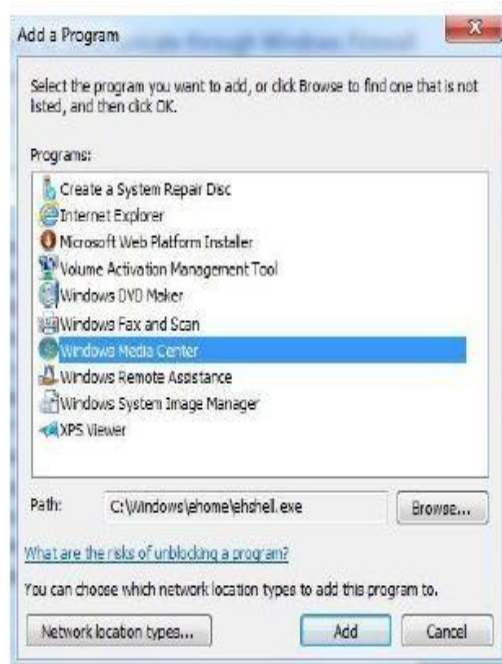 Add a Program
Select the program you want to add, or click Browse to find one that is not
listed, and then click OK.
Programs:
Create a System Repair Disc
Internet Explorer
Microsoft Web Platform Installer
Volume Activation Management Tool
Windows DVD Maker
Windows Fax and Scan
Windows Media Center
Windows Remote Assistance
Windows System Image Manager
XPS Viewer
Path: C:\Windows\ehome\ehshell.exe Browse...
What are the risks of unblocking a program?
You can choose which network location types to add this program to.
Network location types... Add Cancel